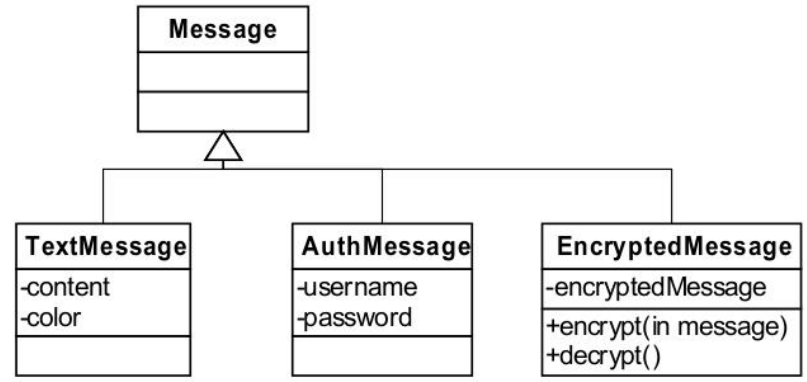 Message
TextMessage
-content
-color
AuthMessage
-username
-password
EncryptedMessage
-encryptedMessage
+encrypt(in message)
+decrypt()